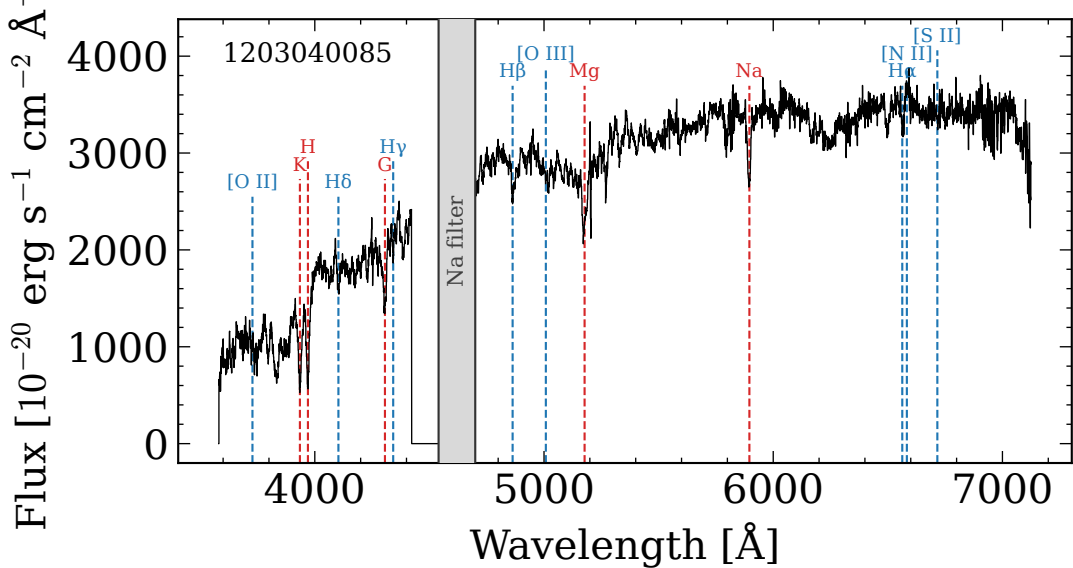 1203040085
[O II]
K
H
Hδ
G
Hγ
Na filter
Hβ
[O III]
Mg
Na
[N II]
Hα
[S II]
4000
3000
2000
1000
0
4000
5000
6000
7000
Wavelength [Å]
Flux [10⁻²⁰ erg s⁻¹ cm⁻² Å⁻